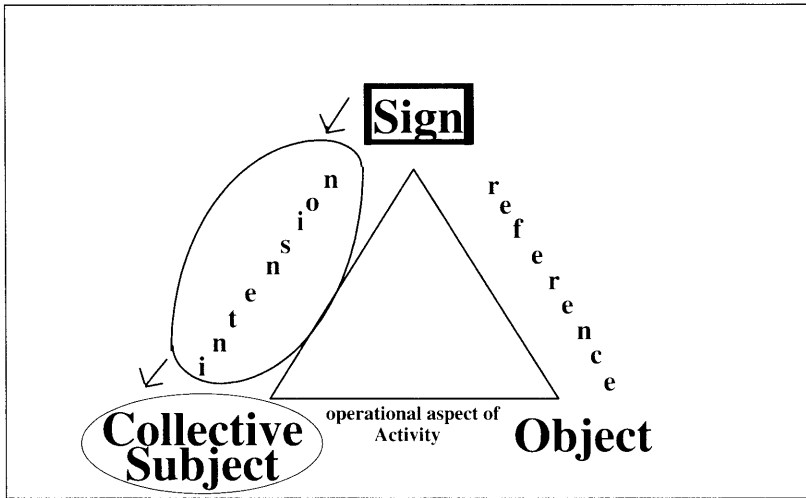 Sign
intension
reference
operational aspect of
Activity
Collective
Subject
Object